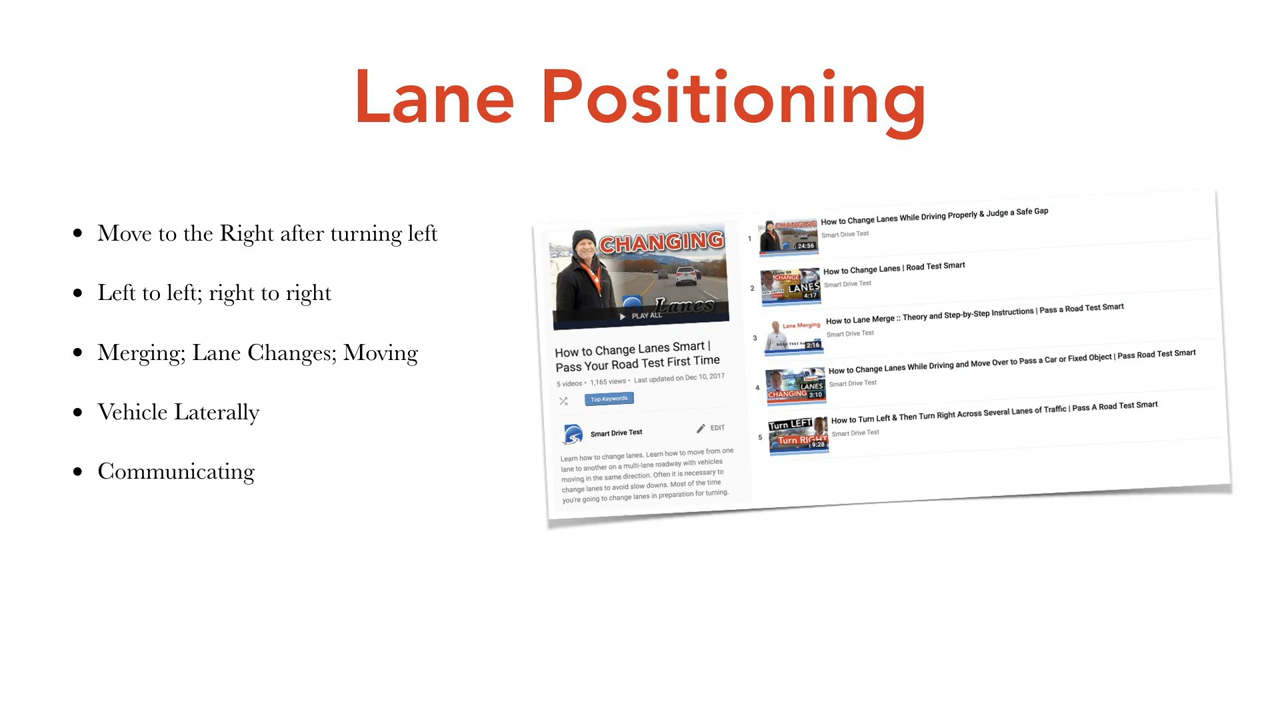 Lane Positioning
Move to the Right after turning left
Left to left; right to right
Merging; Lane Changes; Moving
Vehicle Laterally
Communicating
CHANGING
Lanes
PLAY ALL
How to Change Lanes Smart |
Pass Your Road Test First Time
5 videos • 1,165 views • Last updated on Dec 10, 2017
Top Keywords
Smart Drive Test
EDIT
Learn how to change lanes. Learn how to move from one
lane to another on a multi-lane roadway with vehicles
moving in the same direction. Often it is necessary to
change lanes to avoid slow downs. Most of the time
you're going to change lanes in preparation for turning.
1
CHANGING
24:56
How to Change Lanes While Driving Properly & Judge a Safe Gap
Smart Drive Test
2
CHANGE
LANES
4:17
How to Change Lanes | Road Test Smart
Smart Drive Test
3
Lane Merging
2:16
How to Lane Merge :: Theory and Step-by-Step Instructions | Pass a Road Test Smart
Smart Drive Test
4
LANES
CHANGING
3:10
How to Change Lanes While Driving and Move Over to Pass a Car or Fixed Object | Pass Road Test Smart
Smart Drive Test
5
Turn LEFT
Turn RIGHT
9:28
How to Turn Left & Then Turn Right Across Several Lanes of Traffic | Pass A Road Test Smart
Smart Drive Test